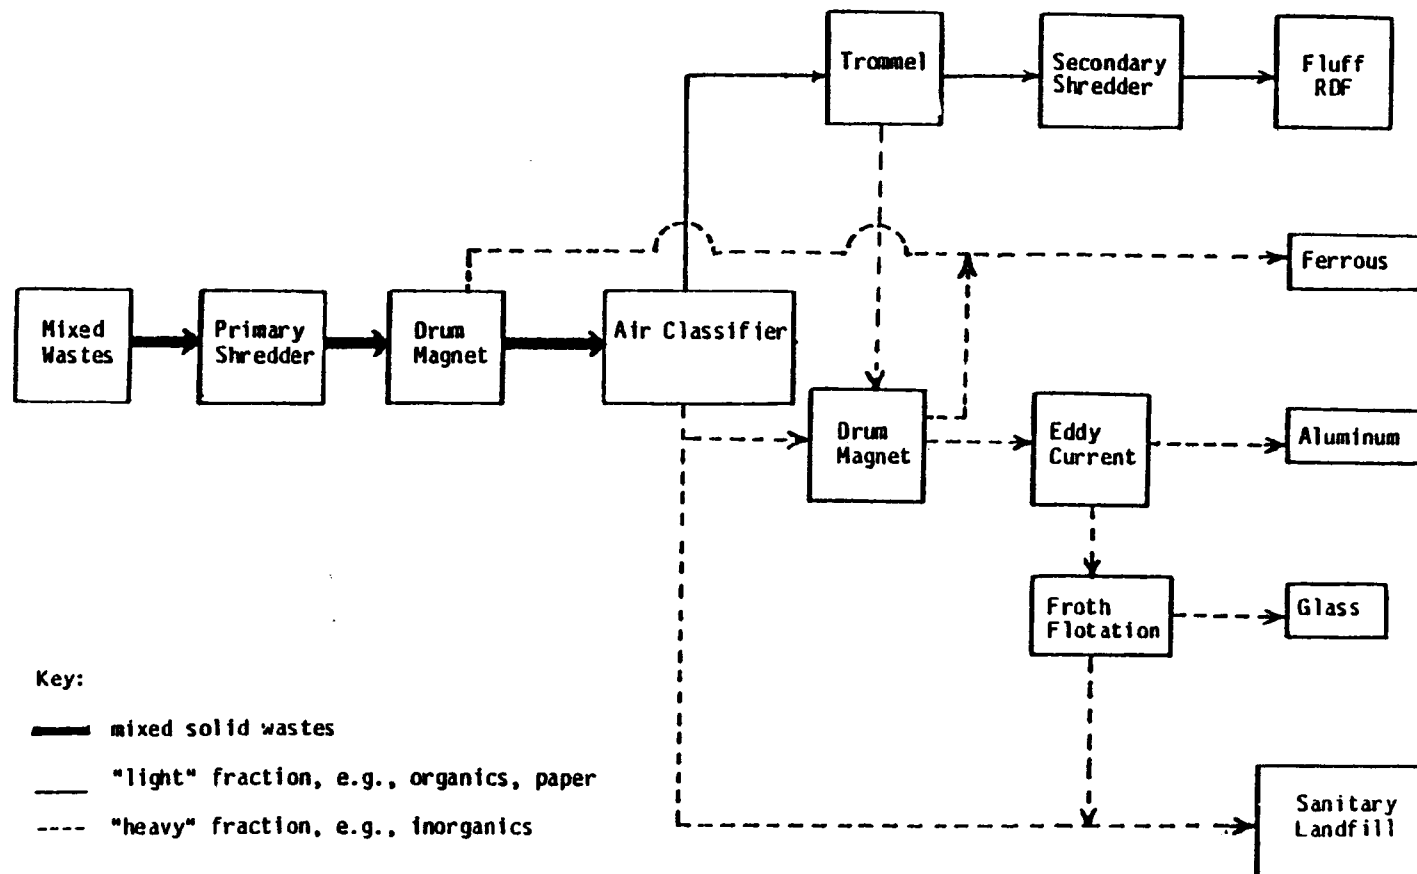 Trommel
Secondary
Shredder
Fluff
RDF
Ferrous
Mixed
Wastes
Primary
Shredder
Drum
Magnet
Air Classifier
Drum
Magnet
Eddy
Current
Aluminum
Froth
Flotation
Glass
Key:
mixed solid wastes
"light" fraction, e.g., organics, paper
"heavy" fraction, e.g., inorganics
Sanitary
Landfill